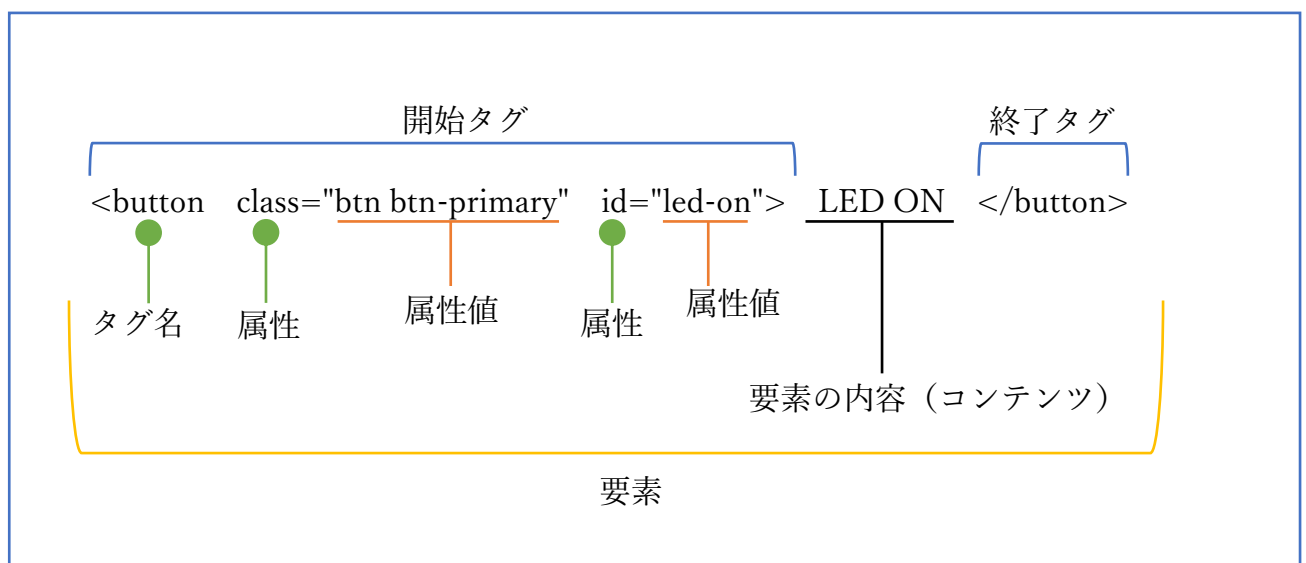 開始タグ 終了タグ
<button class="btn btn-primary" id="led-on"> LED ON </button>
タグ名 属性 属性値 属性 属性値
要素の内容（コンテンツ）
要素